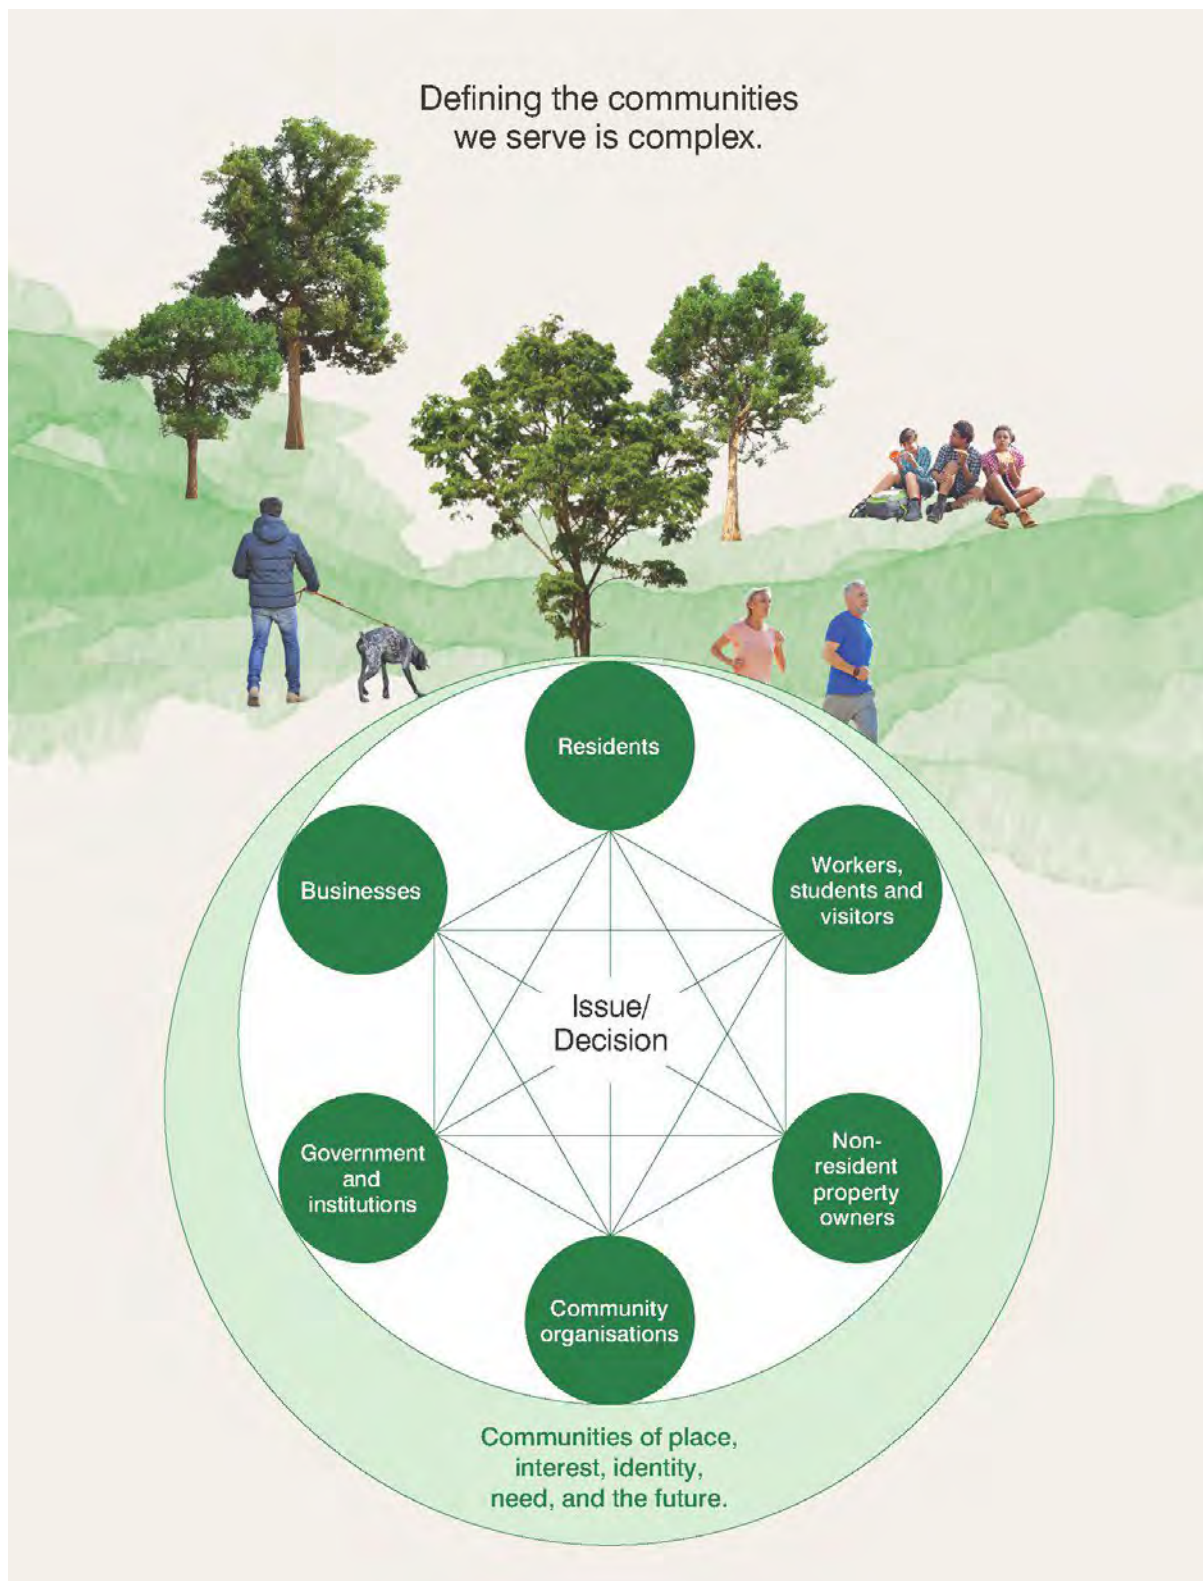 Defining the communities
we serve is complex.
Residents
Businesses
Workers,
students and
visitors
Issue/
Decision
Government
and
institutions
Non-
resident
property
owners
Community
organisations
Communities of place,
interest, identity,
need, and the future.